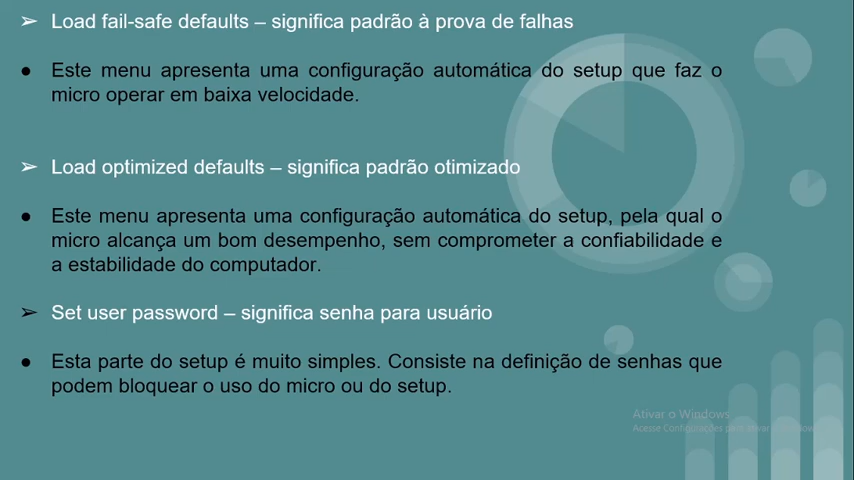 ➢ Load fail-safe defaults – significa padrão à prova de falhas
● Este menu apresenta uma configuração automática do setup que faz o
micro operar em baixa velocidade.
➢ Load optimized defaults – significa padrão otimizado
● Este menu apresenta uma configuração automática do setup, pela qual o
micro alcança um bom desempenho, sem comprometer a confiabilidade e
a estabilidade do computador.
➢ Set user password – significa senha para usuário
● Esta parte do setup é muito simples. Consiste na definição de senhas que
podem bloquear o uso do micro ou do setup.
Ativar o Windows
Acesse Configurações para ativar o